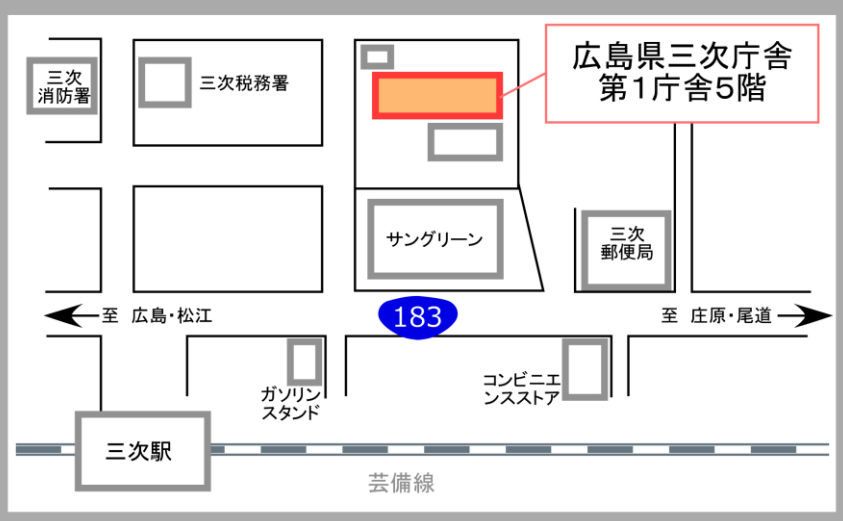 広島県三次庁舎
第1庁舎5階
三次
消防署
三次税務署
サングリーン
三次
郵便局
至 広島・松江
183
至 庄原・尾道
ガソリン
スタンド
コンビニエ
ンスストア
三次駅
芸備線